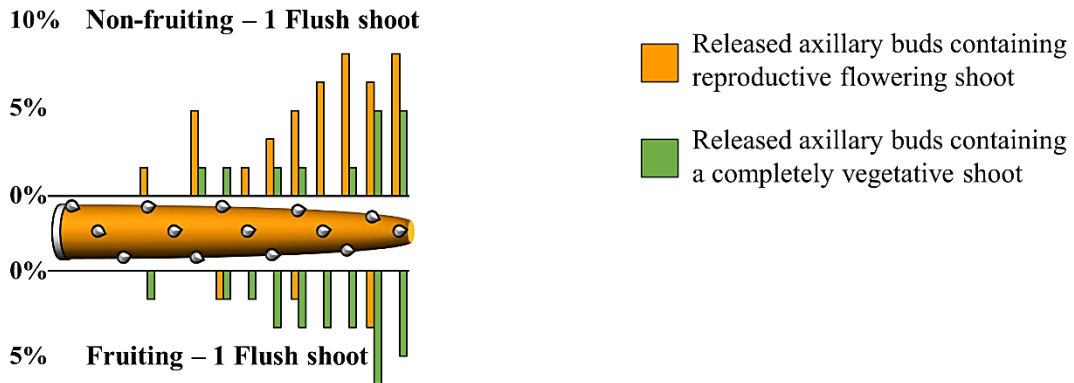 10% Non-fruiting – 1 Flush shoot
5%
0%
0%
5% Fruiting – 1 Flush shoot
Released axillary buds containing
reproductive flowering shoot
Released axillary buds containing
a completely vegetative shoot